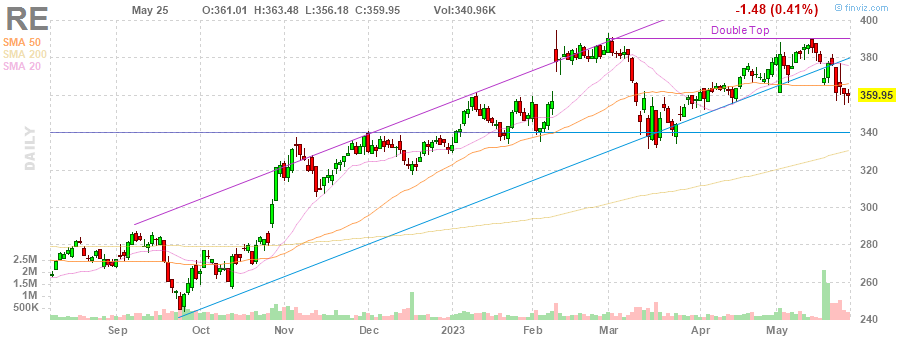 RE May 25 O:361.01 H:363.48 L:356.18 C:359.95 Vol:340.96K -1.48 (0.41%) © finviz.com
SMA 50
SMA 200
SMA 20
DAILY
Double Top
400
380
359.95
340
320
300
280
260
240
2.5M
2M
1.5M
1M
500K
Sep Oct Nov Dec 2023 Feb Mar Apr May